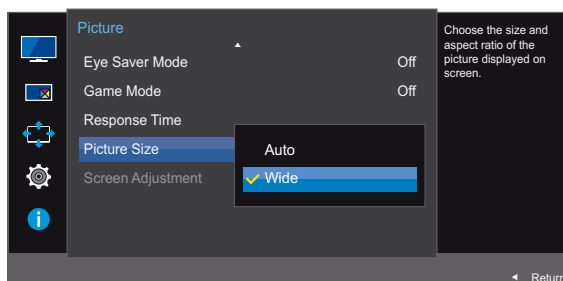 Picture
Eye Saver Mode Off
Game Mode Off
Response Time
Picture Size
Auto
Screen Adjustment
Wide
Choose the size and
aspect ratio of the
picture displayed on
screen.
Return